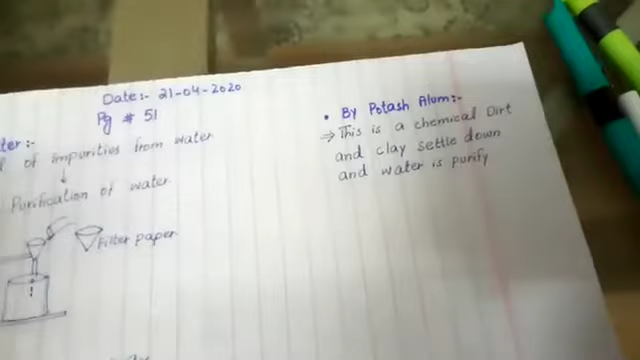 Date:- 21-04-2020
Pg # 51
ter:-
l of impurities from water
↓
Purification of water
Filter paper
• By Potash Alum:-
⇒ This is a chemical Dirt
and clay settle down
and water is purify